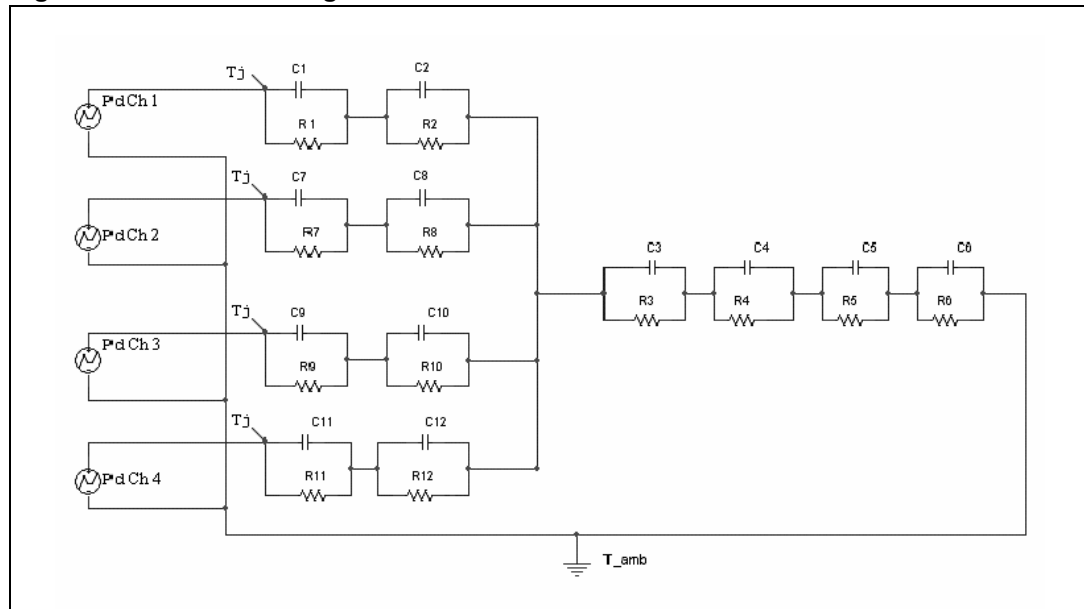 Tj
C1
C2
PdCh1
R1
R2
Tj
C7
C8
PdCh2
R7
R8
C3
C4
C5
C6
R3
R4
R5
R6
Tj
C9
C10
PdCh3
R9
R10
Tj
C11
C12
PdCh4
R11
R12
T_amb